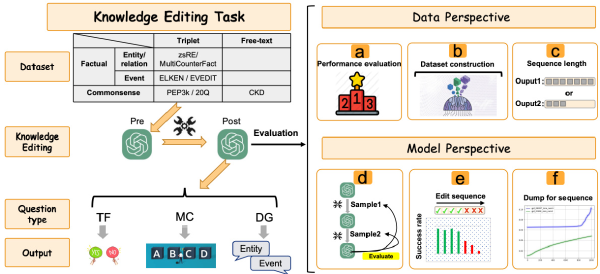 Knowledge Editing Task
Dataset
Triplet
Free-text
Factual
Entity/
relation
zsRE/
MultiCounterFact
Event
ELKEN / EVEDIT
Commonsense
PEP3k / 20Q
CKD
Knowledge
Editing
Pre
Post
Evaluation
Question
type
TF
MC
DG
Output
YES
NO
A B C D
Entity
Event
Data Perspective
a
Performance evaluation
2 1 3
b
Dataset construction
c
Sequence length
Ouput1:
or
Ouput2:
Model Perspective
d
Sample1
Sample2
Evaluate
e
Edit sequence
Success rate
f
Dump for sequence